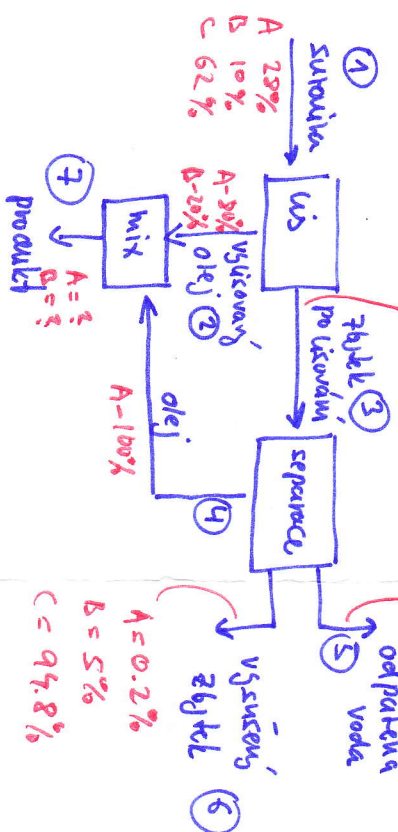 ① surovina
A 28%
B 10%
C 62%
lis
zbytek ③
po lisování
separace
⑤
odpařená
voda
vylisovaný
olej ②
A-80%
B-20%
mix
olej
④
A-100%
vysušený
zbytek
⑥
A=0.2%
B=5%
C=94.8%
⑦
produkt
A=?
B=?